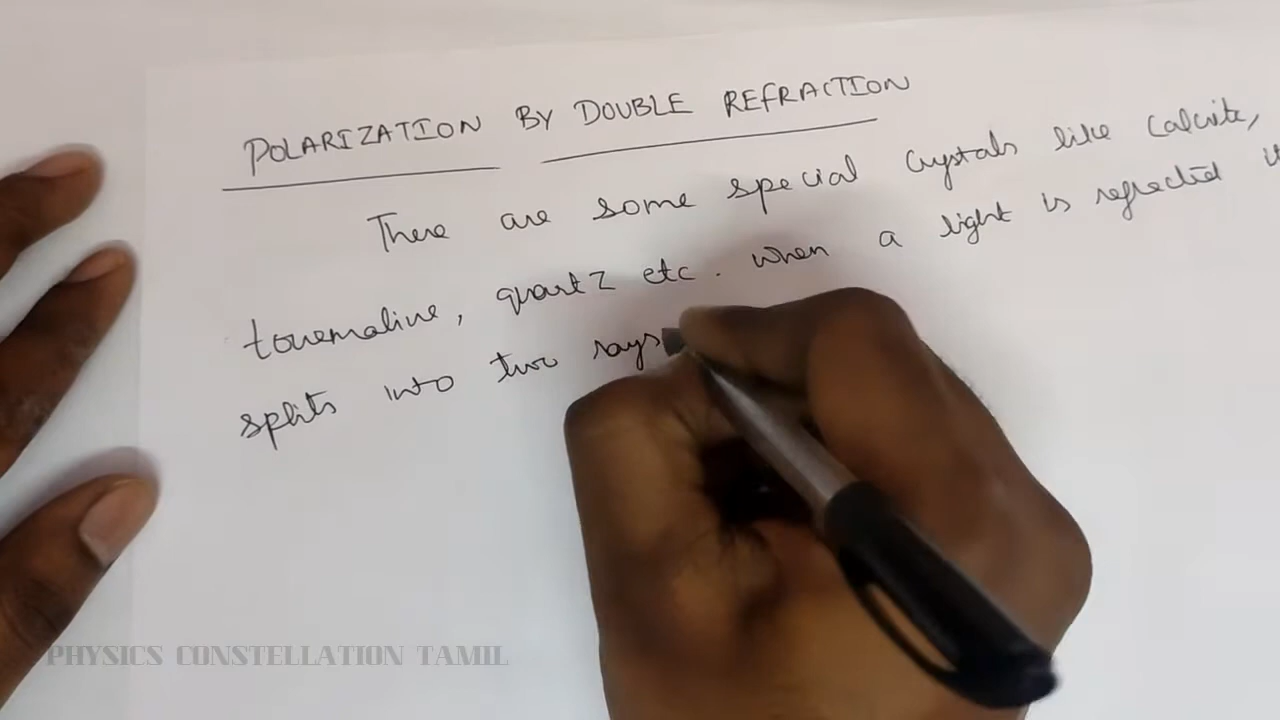 POLARIZATION BY DOUBLE REFRACTION
There are some special crystals like Calcite,
tourmaline, quartz etc. When a light is refracted it
splits into two rays
PHYSICS CONSTELLATION TAMIL